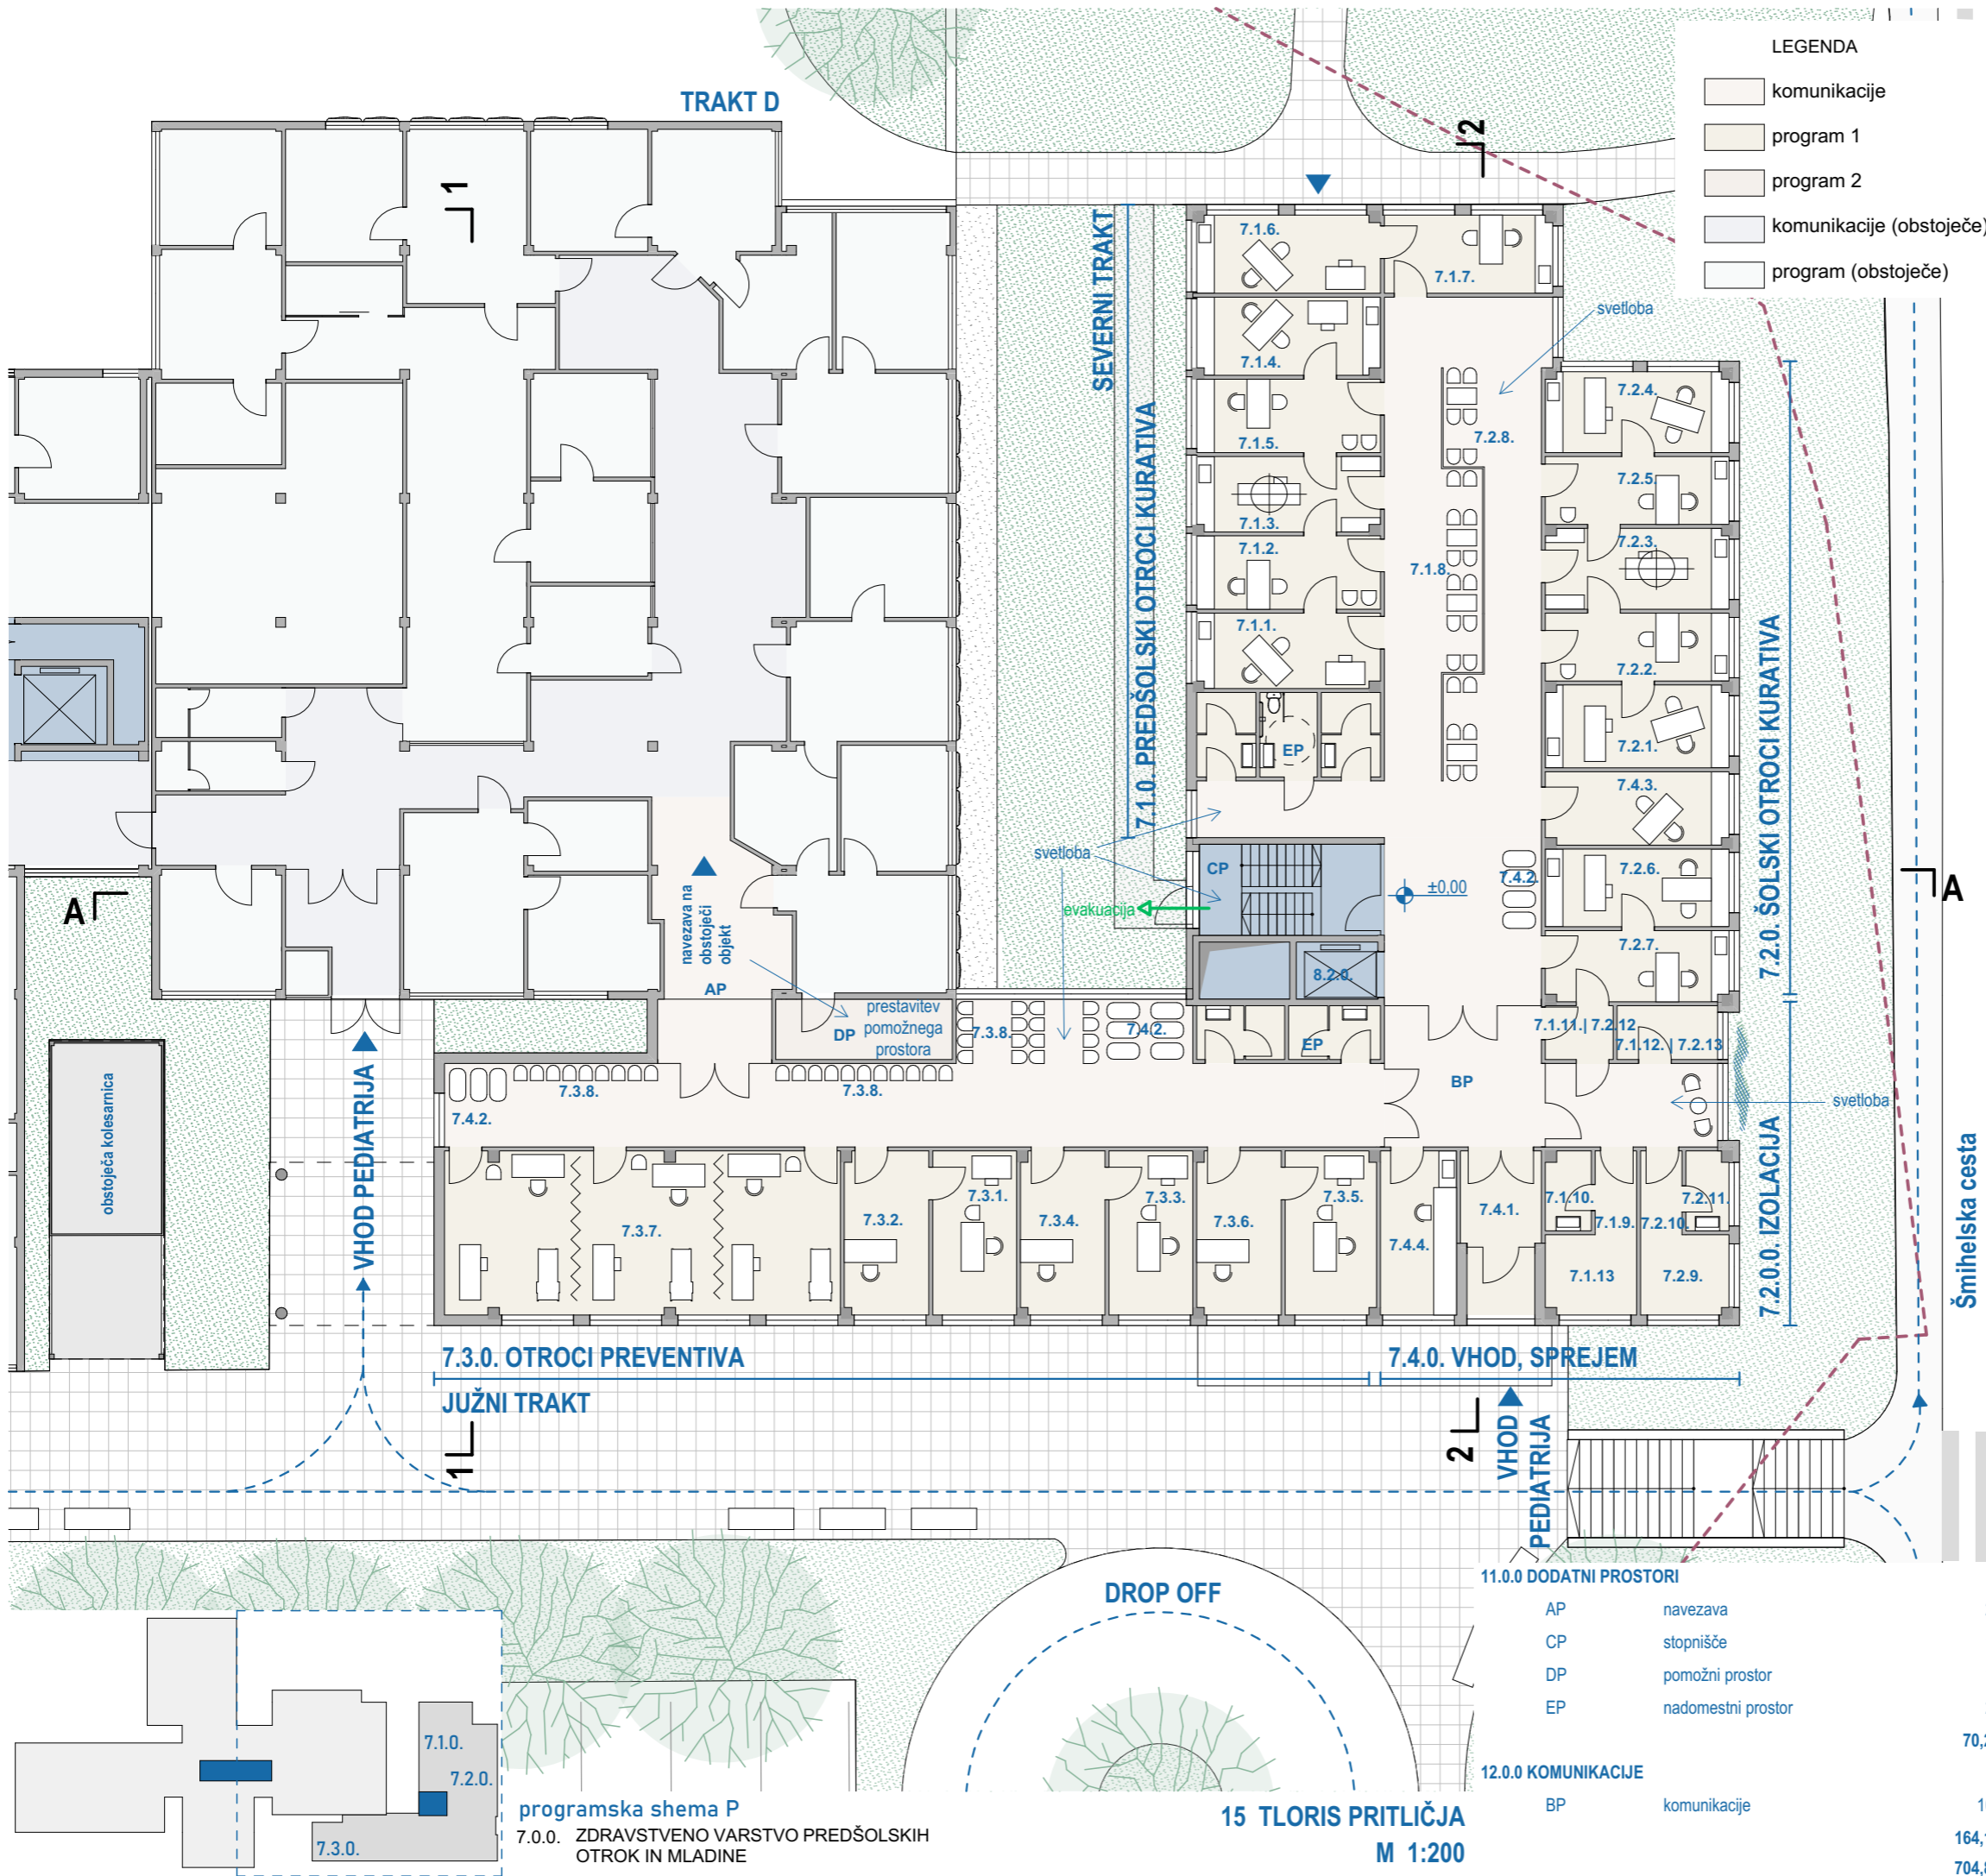 LEGENDA
komunikacije
program 1
program 2
komunikacije (obstoječe)
program (obstoječe)
TRAKT D
1
2
SEVERNI TRAKT
7.1.0. PREDŠOLSKI OTROCI KURATIVA
7.1.6.
7.1.7.
svetloba
7.1.4.
7.2.4.
7.1.5.
7.2.8.
7.2.5.
7.1.3.
7.2.3.
7.1.2.
7.1.8.
7.1.1.
7.2.2.
7.2.1.
EP
7.4.3.
7.2.0. ŠOLSKI OTROCI KURATIVA
svetloba
CP
7.4.2.
7.2.6.
±0,00
evakuacija
A
A
navezava na
obstoječi
objekt
7.2.7.
8.2.0.
AP
DP
prestavitev
pomožnega
prostora
7.3.8.
7.4.2.
EP
7.1.11. | 7.2.12
7.1.12. | 7.2.13
BP
svetloba
7.4.2.
7.3.8.
7.3.8.
obstoječa kolesarnica
VHOD PEDIATRIJA
7.2.0.0. IZOLACIJA
Šmihelska cesta
7.3.7.
7.3.2.
7.3.1.
7.3.4.
7.3.3.
7.3.6.
7.3.5.
7.4.4.
7.4.1.
7.1.10.
7.1.9.
7.2.10.
7.2.11.
7.1.13
7.2.9.
7.3.0. OTROCI PREVENTIVA
7.4.0. VHOD, SPREJEM
JUŽNI TRAKT
1
2
VHOD
PEDIATRIJA
DROP OFF
11.0.0 DODATNI PROSTORI
AP navezava
CP stopnišče
DP pomožni prostor
EP nadomestni prostor
12.0.0 KOMUNIKACIJE
BP komunikacije
7.1.0.
7.2.0.
7.3.0.
programska shema P
7.0.0. ZDRAVSTVENO VARSTVO PREDŠOLSKIH
OTROK IN MLADINE
15 TLORIS PRITLIČJA
M 1:200